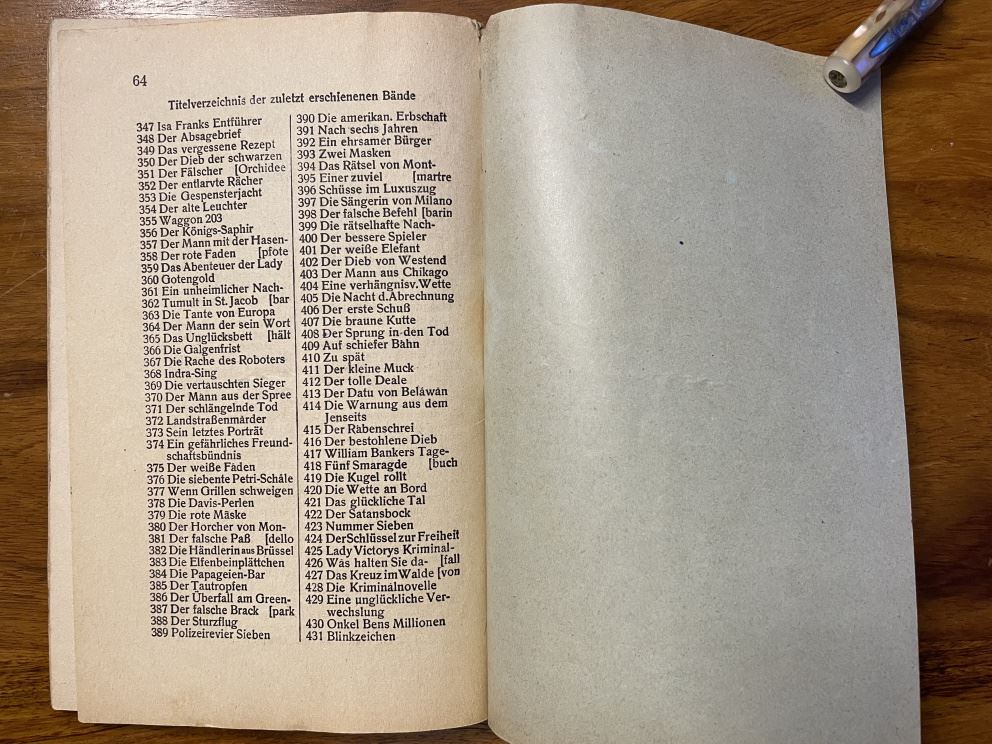 64
Titelverzeichnis der zuletzt erschienenen Bände
347 Isa Franks Entführer
348 Der Absagebrief
349 Das vergessene Rezept
350 Der Dieb der schwarzen
351 Der Fälscher [Orchidee
352 Der entlarvte Rächer
353 Die Gespensterjacht
354 Der alte Leuchter
355 Waggon 203
356 Der Königs-Saphir
357 Der Mann mit der Hasen-
358 Der rote Faden [pfote
359 Das Abenteuer der Lady
360 Gotengold
361 Ein unheimlicher Nach-
362 Tumult in St. Jacob [bar
363 Die Tante von Europa
364 Der Mann der sein Wort
365 Das Unglücksbett [hält
366 Die Galgenfrist
367 Die Rache des Roboters
368 Indra-Sing
369 Die vertauschten Sieger
370 Der Mann aus der Spree
371 Der schlängelnde Tod
372 Landstraßenmarder
373 Sein letztes Porträt
374 Ein gefährliches Freund-
schaftsbündnis
375 Der weiße Faden
376 Die siebente Petri-Schale
377 Wenn Grillen schweigen
378 Die Davis-Perlen
379 Die rote Maske
380 Der Horcher von Mon-
381 Der falsche Paß [dello
382 Die Händlerin aus Brüssel
383 Die Elfenbeinplättchen
384 Die Papageien-Bar
385 Der Tautropfen
386 Der Überfall am Green-
387 Der falsche Brack [park
388 Der Sturzflug
389 Polizeirevier Sieben
390 Die amerikan. Erbschaft
391 Nach sechs Jahren
392 Ein ehrsamer Bürger
393 Zwei Masken
394 Das Rätsel von Mont-
395 Einer zuviel [martre
396 Schüsse im Luxuszug
397 Die Sängerin von Milano
398 Der falsche Befehl [barin
399 Die rätselhafte Nach-
400 Der bessere Spieler
401 Der weiße Elefant
402 Der Dieb von Westend
403 Der Mann aus Chikago
404 Eine verhängnisv. Wette
405 Die Nacht d. Abrechnung
406 Der erste Schuß
407 Die braune Kutte
408 Der Sprung in den Tod
409 Auf schiefer Bahn
410 Zu spät
411 Der kleine Muck
412 Der tolle Deale
413 Der Datu von Belawan
414 Die Warnung aus dem
Jenseits
415 Der Rabenschrei
416 Der bestohlene Dieb
417 William Bankers Tage-
418 Fünf Smaragde [buch
419 Die Kugel rollt
420 Die Wette an Bord
421 Das glückliche Tal
422 Der Satansbock
423 Nummer Sieben
424 Der Schlüssel zur Freiheit
425 Lady Victorys Kriminal-
426 Was halten Sie da- [fall
427 Das Kreuz im Walde [von
428 Die Kriminalnovelle
429 Eine unglückliche Ver-
wechslung
430 Onkel Bens Millionen
431 Blinkzeichen